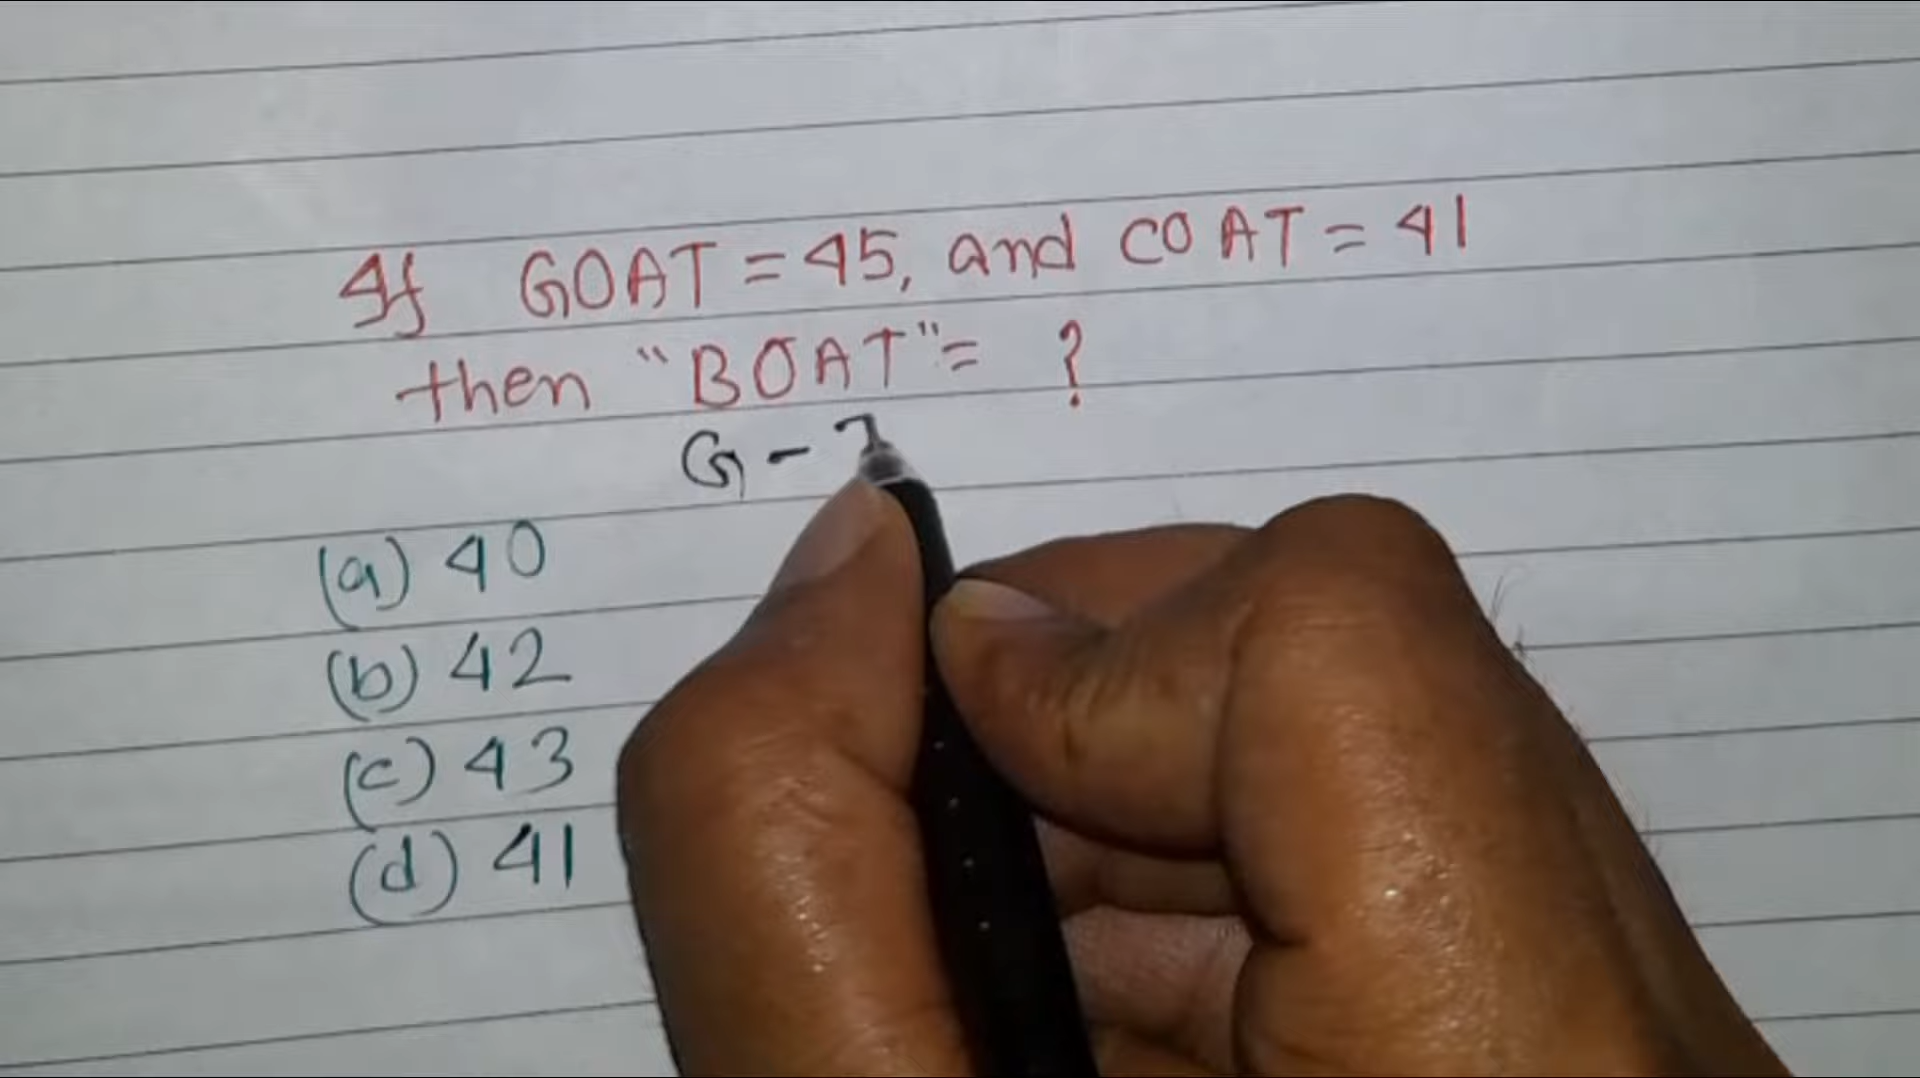 If GOAT = 45, and COAT = 41
then "BOAT" = ?
G - 7
(a) 40
(b) 42
(c) 43
(d) 41